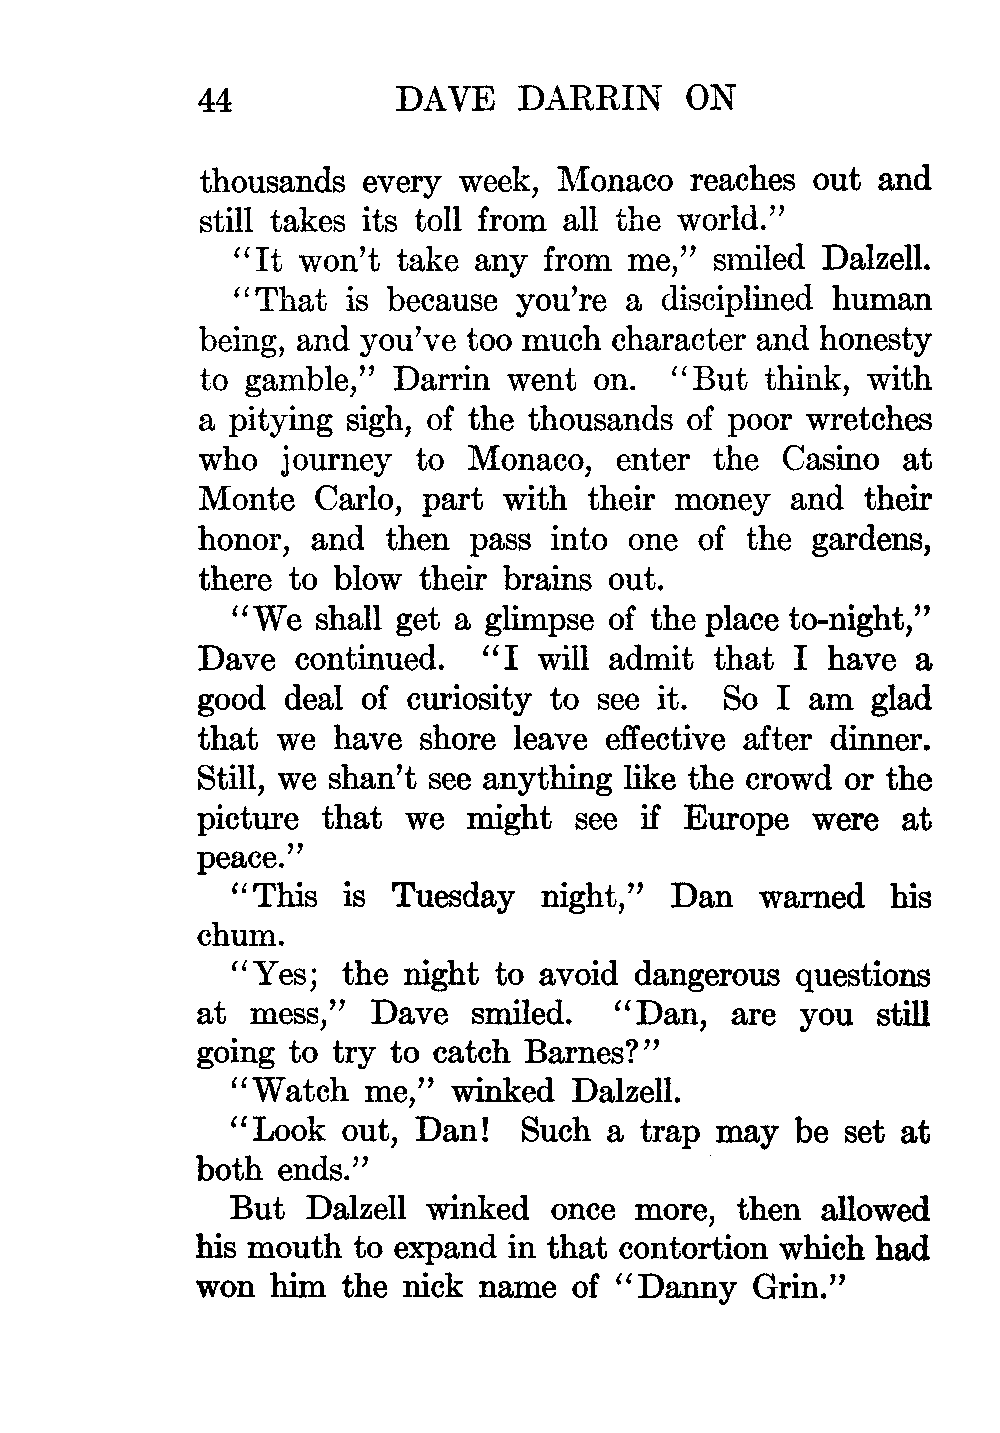 44 DAVE DARRIN ON
thousands every week, Monaco reaches out and
still takes its toll from all the world."
"It won't take any from me," smiled Dalzell.
"That is because you're a disciplined human
being, and you've too much character and honesty
to gamble," Darrin went on. "But think, with
a pitying sigh, of the thousands of poor wretches
who journey to Monaco, enter the Casino at
Monte Carlo, part with their money and their
honor, and then pass into one of the gardens,
there to blow their brains out.
"We shall get a glimpse of the place to-night,"
Dave continued. "I will admit that I have a
good deal of curiosity to see it. So I am glad
that we have shore leave effective after dinner.
Still, we shan't see anything like the crowd or the
picture that we might see if Europe were at
peace."
"This is Tuesday night," Dan warned his
chum.
"Yes; the night to avoid dangerous questions
at mess," Dave smiled. "Dan, are you still
going to try to catch Barnes?"
"Watch me," winked Dalzell.
"Look out, Dan! Such a trap may be set at
both ends."
But Dalzell winked once more, then allowed
his mouth to expand in that contortion which had
won him the nick name of "Danny Grin."